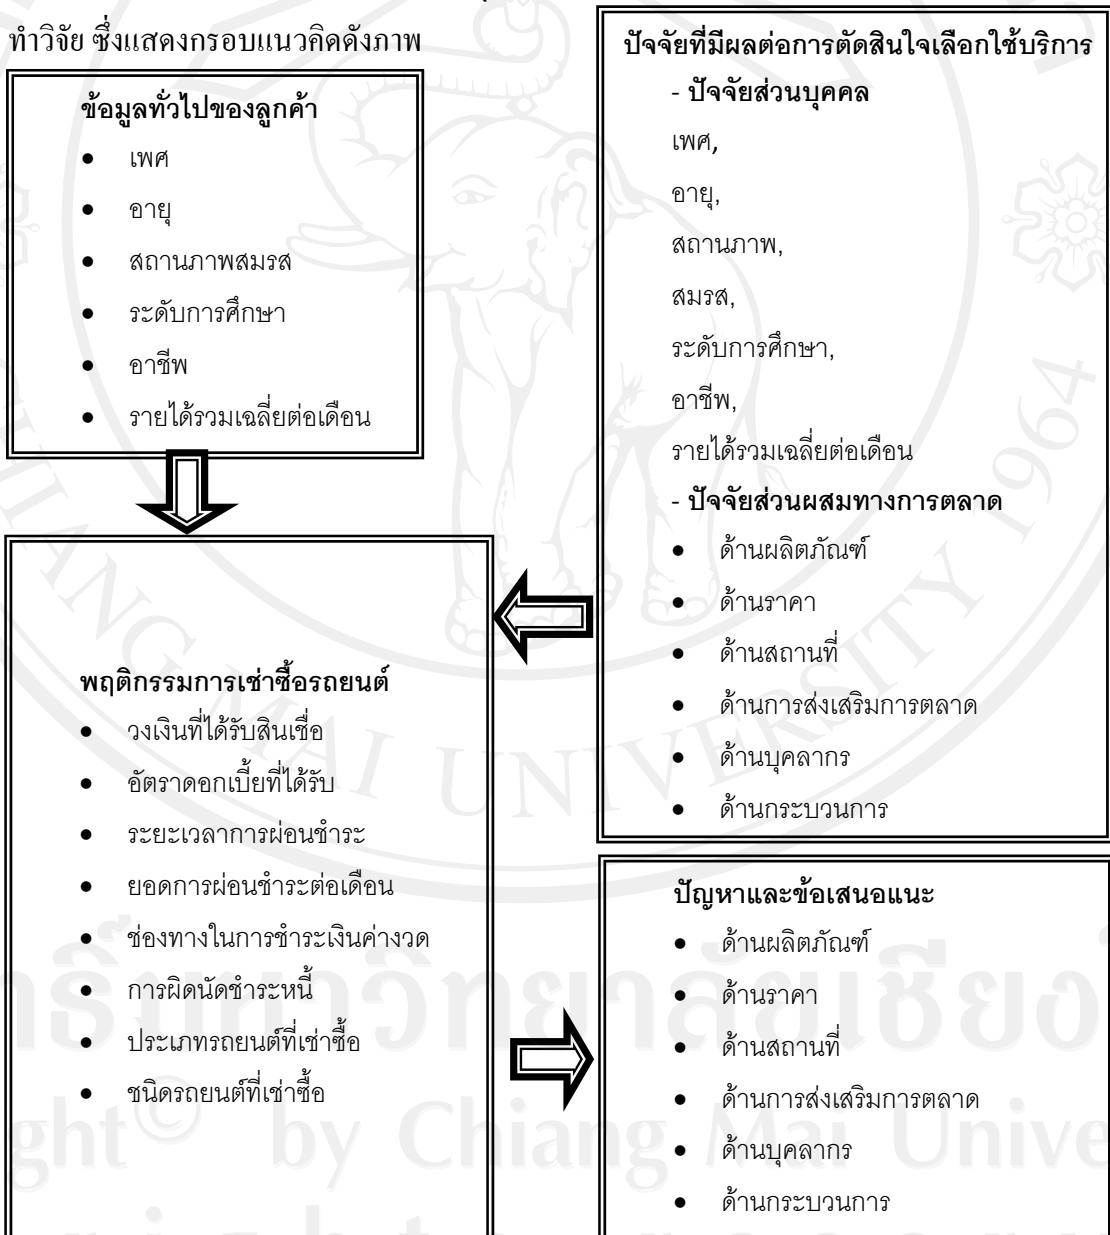 ทำวิจัย ซึ่งแสดงกรอบแนวคิดดังภาพ
ข้อมูลทั่วไปของลูกค้า
• เพศ
• อายุ
• สถานภาพสมรส
• ระดับการศึกษา
• อาชีพ
• รายได้รวมเฉลี่ยต่อเดือน
ปัจจัยที่มีผลต่อการตัดสินใจเลือกใช้บริการ
- ปัจจัยส่วนบุคคล
เพศ,
อายุ,
สถานภาพ,
สมรส,
ระดับการศึกษา,
อาชีพ,
รายได้รวมเฉลี่ยต่อเดือน
- ปัจจัยส่วนผสมทางการตลาด
• ด้านผลิตภัณฑ์
• ด้านราคา
• ด้านสถานที่
• ด้านการส่งเสริมการตลาด
• ด้านบุคลากร
• ด้านกระบวนการ
พฤติกรรมการเช่าซื้อรถยนต์
• วงเงินที่ได้รับสินเชื่อ
• อัตราดอกเบี้ยที่ได้รับ
• ระยะเวลาการผ่อนชำระ
• ยอดการผ่อนชำระต่อเดือน
• ช่องทางในการชำระเงินค่างวด
• การผิดนัดชำระหนี้
• ประเภทรถยนต์ที่เช่าซื้อ
• ชนิดรถยนต์ที่เช่าซื้อ
ปัญหาและข้อเสนอแนะ
• ด้านผลิตภัณฑ์
• ด้านราคา
• ด้านสถานที่
• ด้านการส่งเสริมการตลาด
• ด้านบุคลากร
• ด้านกระบวนการ
CHIANG MAI UNIVERSITY 1964
by Chiang Mai